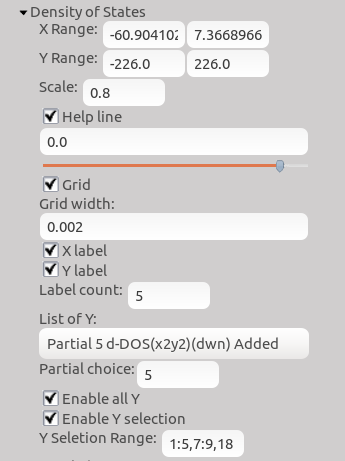 Density of States
X Range: -60.904102 7.3668966
Y Range: -226.0 226.0
Scale: 0.8
Help line
0.0
Grid
Grid width:
0.002
X label
Y label
Label count: 5
List of Y:
Partial 5 d-DOS(x2y2)(dwn) Added
Partial choice: 5
Enable all Y
Enable Y selection
Y Seletion Range: 1:5,7:9,18